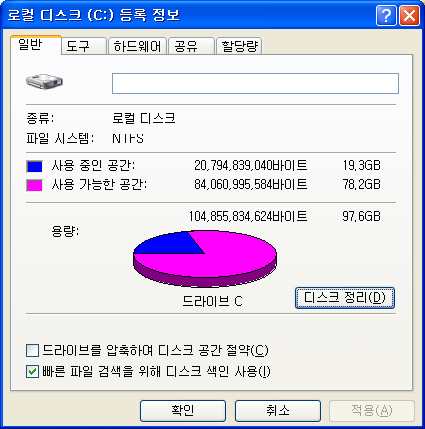 로컬 디스크 (C:) 등록 정보
일반 도구 하드웨어 공유 할당량
종류: 로컬 디스크
파일 시스템: NTFS
사용 중인 공간: 20,794,839,040바이트 19,3GB
사용 가능한 공간: 84,060,995,584바이트 78,2GB
104,855,834,624바이트 97,6GB
용량:
드라이브 C
디스크 정리(D)
드라이브를 압축하여 디스크 공간 절약(C)
빠른 파일 검색을 위해 디스크 색인 사용(I)
확인 취소 적용(A)